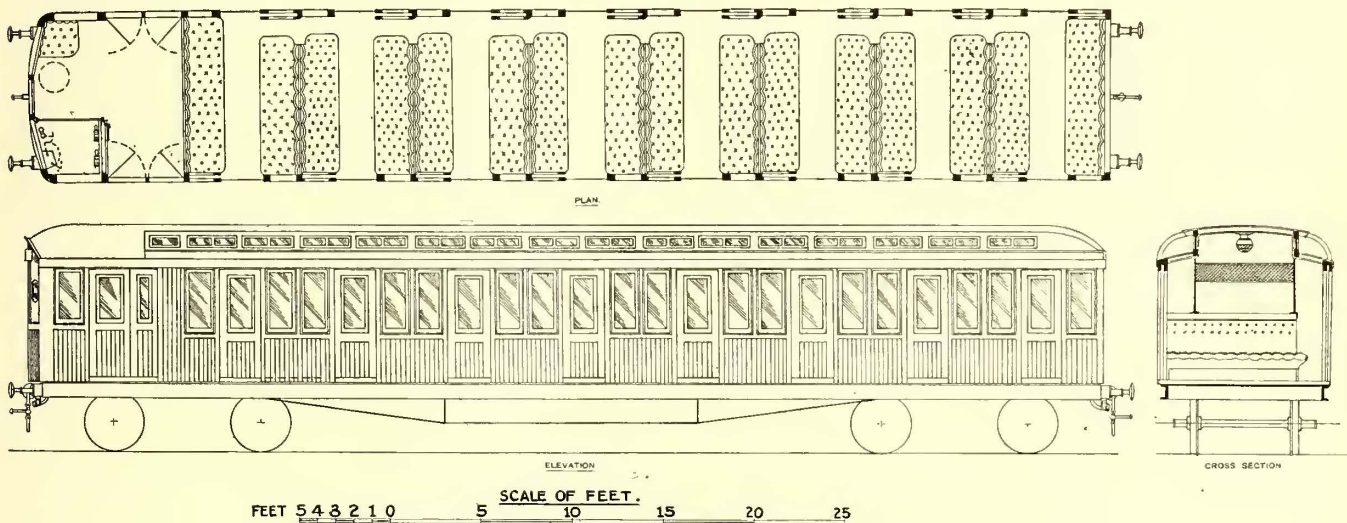 PLAN.
ELEVATION
CROSS SECTION
SCALE OF FEET.
FEET 5 4 3 2 1 0 5 10 15 20 25